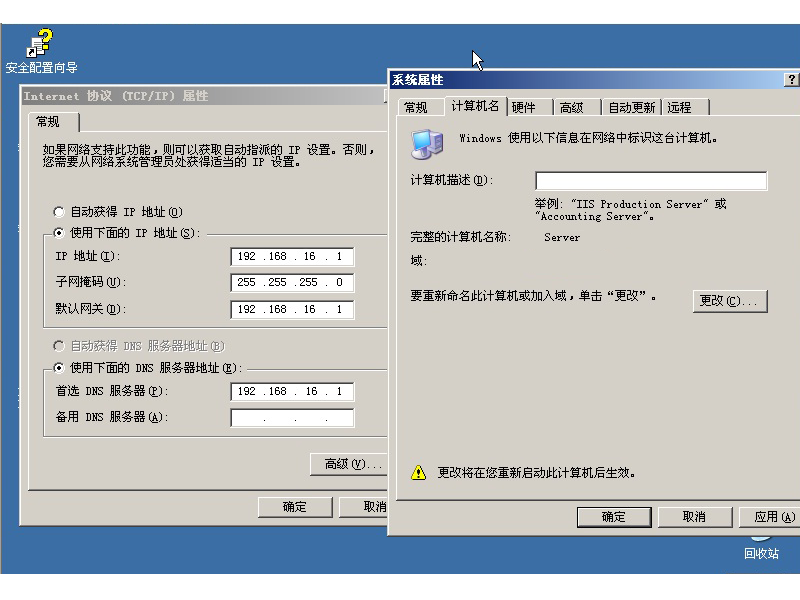 安全配置向导
Internet 协议 (TCP/IP) 属性
常规
如果网络支持此功能，则可以获取自动指派的 IP 设置。否则，
您需要从网络系统管理员处获得适当的 IP 设置。
自动获得 IP 地址(O)
使用下面的 IP 地址(S):
IP 地址(I):
192 .168 . 16 . 1
子网掩码(U):
255 .255 .255 . 0
默认网关(D):
192 .168 . 16 . 1
自动获得 DNS 服务器地址(B)
使用下面的 DNS 服务器地址(E):
首选 DNS 服务器(P):
192 .168 . 16 . 1
备用 DNS 服务器(A):
. . .
高级(V)...
确定
取消
系统属性
?
常规 计算机名 硬件 高级 自动更新 远程
Windows 使用以下信息在网络中标识这台计算机。
计算机描述(D):
举例: "IIS Production Server" 或
"Accounting Server"。
完整的计算机名称:
Server
域:
要重新命名此计算机或加入域，单击“更改”。
更改(C)...
更改将在您重新启动此计算机后生效。
确定
取消
应用(A)
回收站